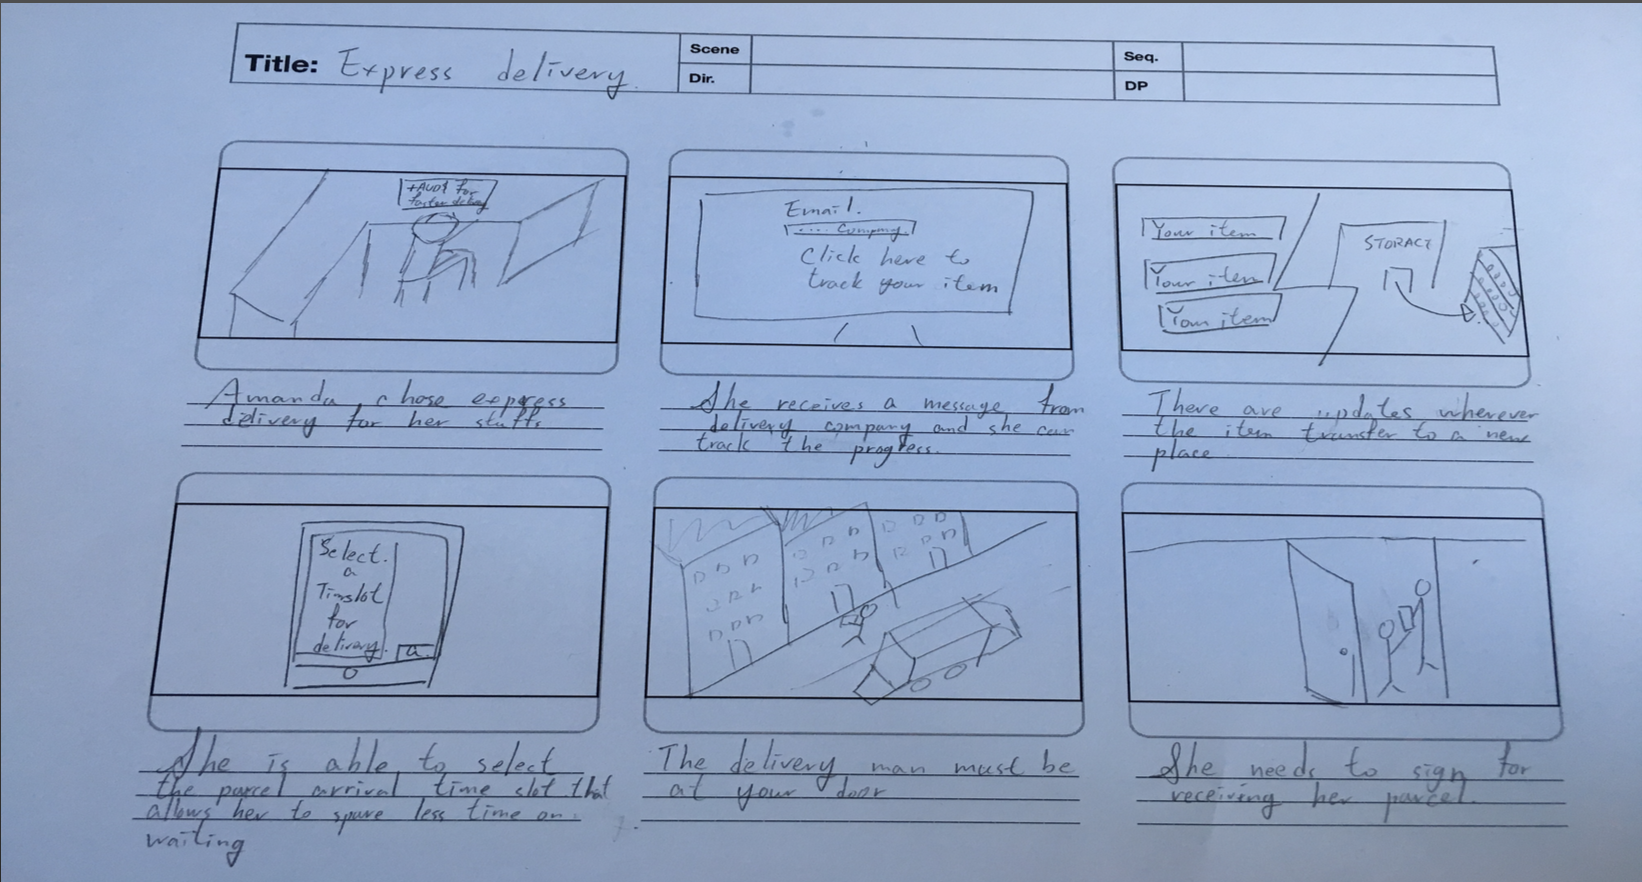 Title: Express delivery.
Scene
Dir.
Seq.
DP
+AUD for
faster delivery
Email.
.... Company.
Click here to
track your item
Your item
Your item
Your item
STORAGE
Amanda chose express
delivery for her stuffs
She receives a message from
delivery company and she can
track the progress.
There are updates wherever
the item transfer to a new
place
Select.
a
Timslot
for
delivery.
a.
She is able to select
the parcel arrival time slot that
allows her to spare less time on
waiting
The delivery man must be
at your door
She needs to sign for
receiving her parcel.